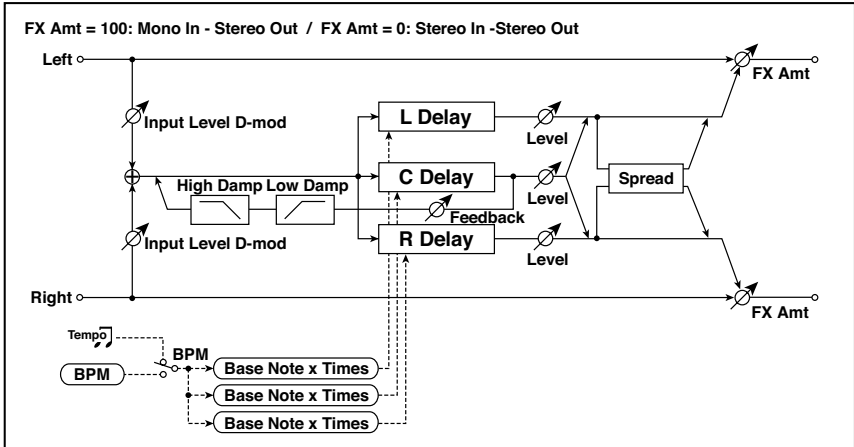 FX Amt = 100: Mono In - Stereo Out / FX Amt = 0: Stereo In -Stereo Out
Left
FX Amt
Input Level D-mod
L Delay
Level
High Damp
Low Damp
C Delay
Level
Spread
Feedback
Input Level D-mod
R Delay
Level
Right
FX Amt
Tempo
BPM
BPM
Base Note x Times
Base Note x Times
Base Note x Times